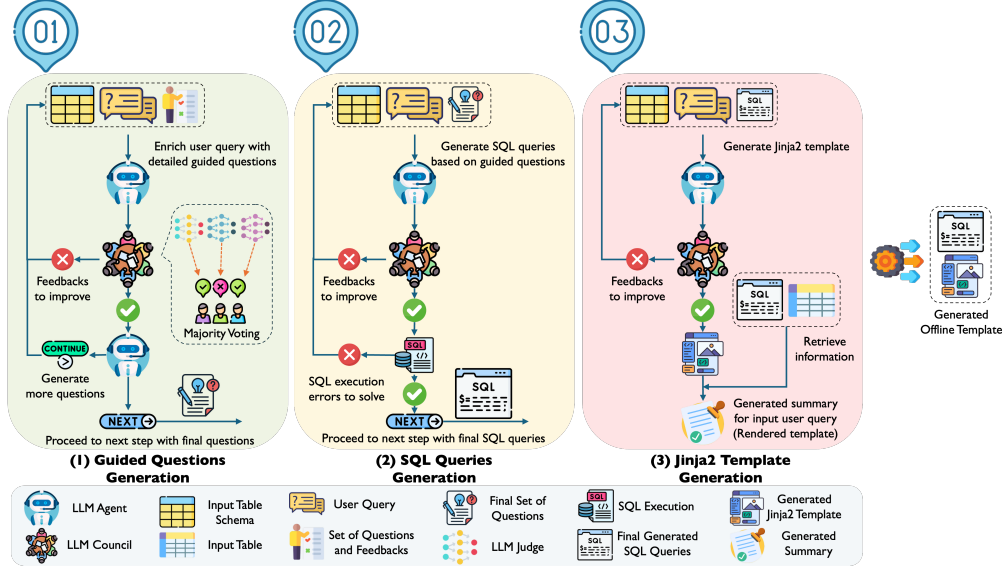 01
02
03
Enrich user query with
detailed guided questions
Feedbacks
to improve
Majority Voting
CONTINUE
Generate
more questions
NEXT
Proceed to next step with final questions
(1) Guided Questions
Generation
SQL
Generate SQL queries
based on guided questions
Feedbacks
to improve
SQL
SQL execution
errors to solve
SQL
$=
NEXT
Proceed to next step with final SQL queries
(2) SQL Queries
Generation
SQL
$=
Generate Jinja2 template
Feedbacks
to improve
SQL
$=
Retrieve
information
Generated summary
for input user query
(Rendered template)
(3) Jinja2 Template
Generation
SQL
$=
Generated
Offline Template
LLM Agent
Input Table
Schema
User Query
Final Set of
Questions
SQL
SQL Execution
Generated
Jinja2 Template
LLM Council
Input Table
Set of Questions
and Feedbacks
LLM Judge
SQL
$=
Final Generated
SQL Queries
Generated
Summary